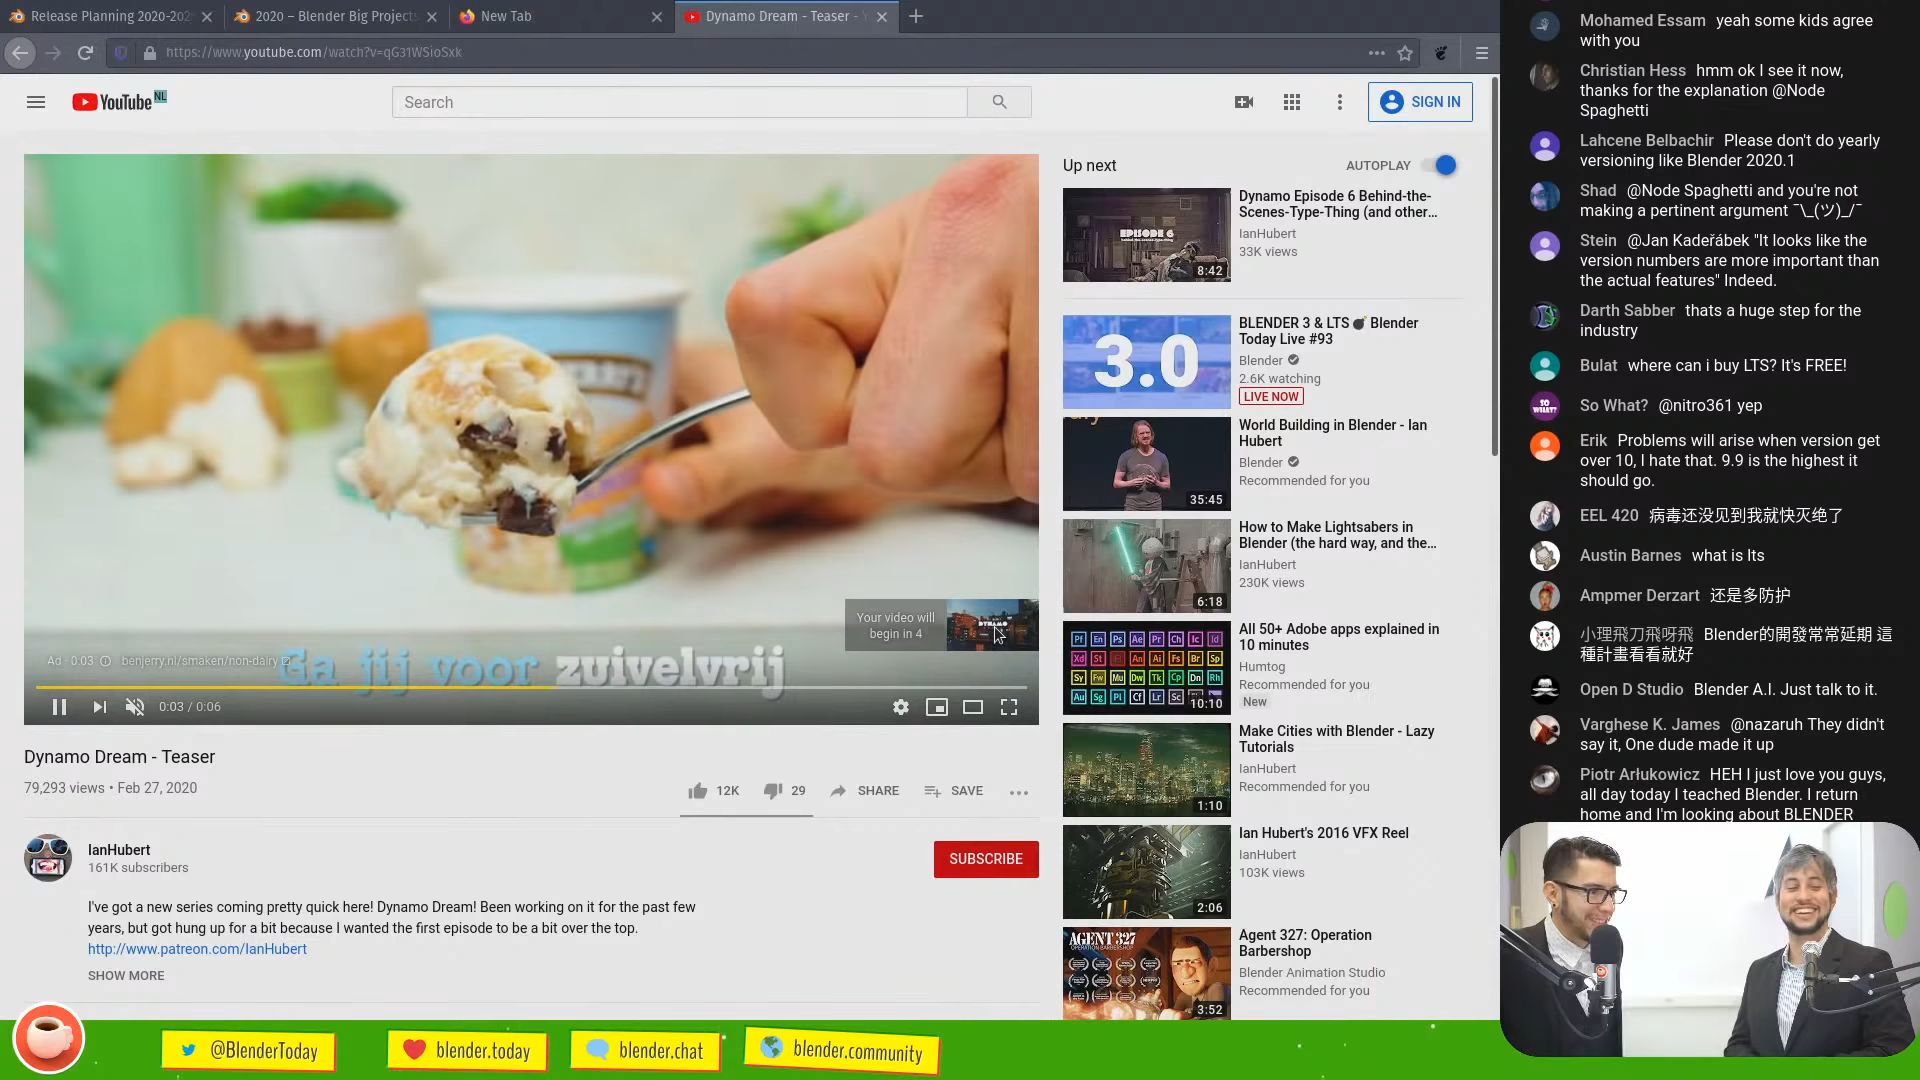 Release Planning 2020-202
2020 – Blender Big Projects
New Tab
Dynamo Dream - Teaser -
https://www.youtube.com/watch?v=qG31WSioSxk
YouTube NL
Search
SIGN IN
Your video will
begin in 4
Ad · 0:03
benjerry.nl/smaken/non-dairy
Ga jij voor zuivelvrij
0:03 / 0:06
Dynamo Dream - Teaser
79,293 views • Feb 27, 2020
12K
29
SHARE
SAVE
IanHubert
161K subscribers
SUBSCRIBE
I've got a new series coming pretty quick here! Dynamo Dream! Been working on it for the past few
years, but got hung up for a bit because I wanted the first episode to be a bit over the top.
http://www.patreon.com/IanHubert
SHOW MORE
Up next
AUTOPLAY
EPISODE 6
8:42
Dynamo Episode 6 Behind-the-
Scenes-Type-Thing (and other...
IanHubert
33K views
3.0
BLENDER 3 & LTS 💣 Blender
Today Live #93
Blender
2.6K watching
LIVE NOW
35:45
World Building in Blender - Ian
Hubert
Blender
Recommended for you
6:18
How to Make Lightsabers in
Blender (the hard way, and the...
IanHubert
230K views
Pf En Ps Ae Pr Ch Ic Id
10:10
All 50+ Adobe apps explained in
10 minutes
Humtog
Recommended for you
New
1:10
Make Cities with Blender - Lazy
Tutorials
IanHubert
Recommended for you
2:06
Ian Hubert's 2016 VFX Reel
IanHubert
103K views
AGENT 327:
OPERATION BARBERSHOP
3:52
Agent 327: Operation
Barbershop
Blender Animation Studio
Recommended for you
Mohamed Essam yeah some kids agree
with you
Christian Hess hmm ok I see it now,
thanks for the explanation @Node
Spaghetti
Lahcene Belbachir Please don't do yearly
versioning like Blender 2020.1
Shad @Node Spaghetti and you're not
making a pertinent argument ¯\_(ツ)_/¯
Stein @Jan Kadeřábek "It looks like the
version numbers are more important than
the actual features" Indeed.
Darth Sabber thats a huge step for the
industry
Bulat where can i buy LTS? It's FREE!
SO WHAT?
So What? @nitro361 yep
Erik Problems will arise when version get
over 10, I hate that. 9.9 is the highest it
should go.
EEL 420 病毒还没见到我就快灭绝了
Austin Barnes what is lts
Ampmer Derzart 还是多防护
小理飛刀飛呀飛 Blender的開發常常延期 這
種計畫看看就好
Open D Studio Blender A.I. Just talk to it.
Varghese K. James @nazaruh They didn't
say it, One dude made it up
Piotr Arłukowicz HEH I just love you guys,
all day today I teached Blender. I return
home and I'm looking about BLENDER
@BlenderToday
blender.today
blender.chat
blender.community